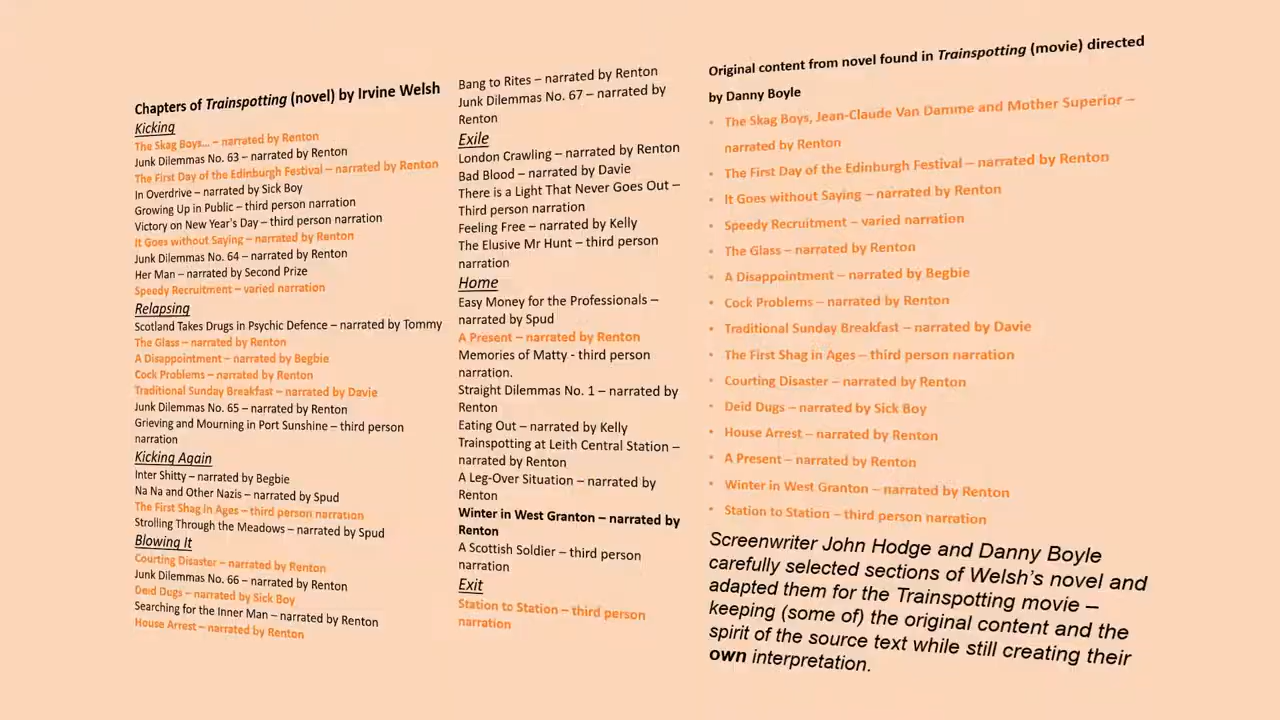 Chapters of Trainspotting (novel) by Irvine Welsh
Kicking
The Skag Boys... – narrated by Renton
Junk Dilemmas No. 63 – narrated by Renton
The First Day of the Edinburgh Festival – narrated by Renton
In Overdrive – narrated by Sick Boy
Growing Up in Public – third person narration
Victory on New Year's Day – third person narration
It Goes without Saying – narrated by Renton
Junk Dilemmas No. 64 – narrated by Renton
Her Man – narrated by Second Prize
Speedy Recruitment – varied narration
Relapsing
Scotland Takes Drugs in Psychic Defence – narrated by Tommy
The Glass – narrated by Renton
A Disappointment – narrated by Begbie
Cock Problems – narrated by Renton
Traditional Sunday Breakfast – narrated by Davie
Junk Dilemmas No. 65 – narrated by Renton
Grieving and Mourning in Port Sunshine – third person
narration
Kicking Again
Inter Shitty – narrated by Begbie
Na Na and Other Nazis – narrated by Spud
The First Shag in Ages – third person narration
Strolling Through the Meadows – narrated by Spud
Blowing It
Courting Disaster – narrated by Renton
Junk Dilemmas No. 66 – narrated by Renton
Deid Dugs – narrated by Sick Boy
Searching for the Inner Man – narrated by Renton
House Arrest – narrated by Renton
Bang to Rites – narrated by Renton
Junk Dilemmas No. 67 – narrated by
Renton
Exile
London Crawling – narrated by Renton
Bad Blood – narrated by Davie
There is a Light That Never Goes Out –
Third person narration
Feeling Free – narrated by Kelly
The Elusive Mr Hunt – third person
narration
Home
Easy Money for the Professionals –
narrated by Spud
A Present – narrated by Renton
Memories of Matty - third person
narration.
Straight Dilemmas No. 1 – narrated by
Renton
Eating Out – narrated by Kelly
Trainspotting at Leith Central Station –
narrated by Renton
A Leg-Over Situation – narrated by
Renton
Winter in West Granton – narrated by
Renton
A Scottish Soldier – third person
narration
Exit
Station to Station – third person
narration
Original content from novel found in Trainspotting (movie) directed
by Danny Boyle
• The Skag Boys, Jean-Claude Van Damme and Mother Superior –
narrated by Renton
• The First Day of the Edinburgh Festival – narrated by Renton
• It Goes without Saying – narrated by Renton
• Speedy Recruitment – varied narration
• The Glass – narrated by Renton
• A Disappointment – narrated by Begbie
• Cock Problems – narrated by Renton
• Traditional Sunday Breakfast – narrated by Davie
• The First Shag in Ages – third person narration
• Courting Disaster – narrated by Renton
• Deid Dugs – narrated by Sick Boy
• House Arrest – narrated by Renton
• A Present – narrated by Renton
• Winter in West Granton – narrated by Renton
• Station to Station – third person narration
Screenwriter John Hodge and Danny Boyle
carefully selected sections of Welsh's novel and
adapted them for the Trainspotting movie –
keeping (some of) the original content and the
spirit of the source text while still creating their
own interpretation.